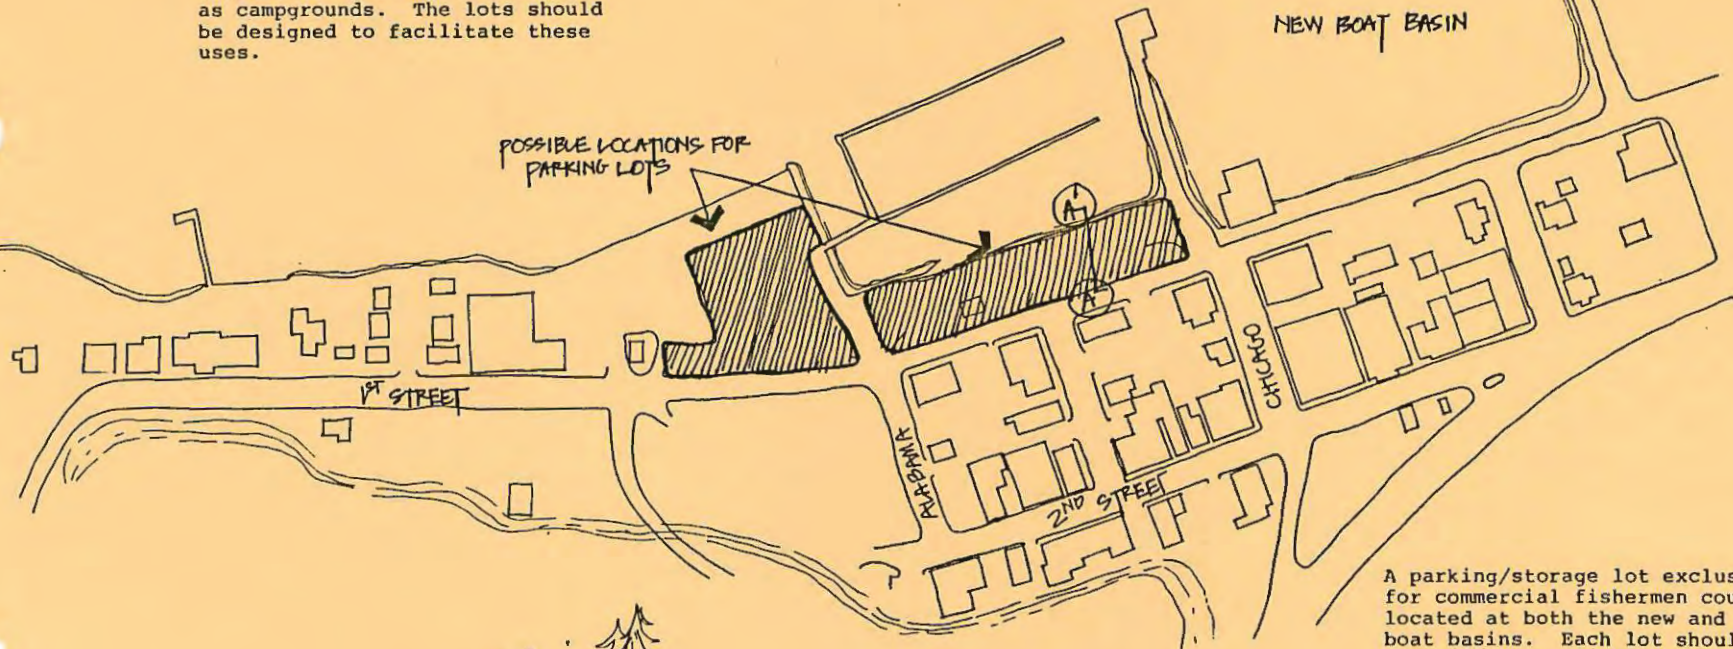 as campgrounds. The lots should
be designed to facilitate these
uses.
NEW BOAT BASIN
POSSIBLE LOCATIONS FOR
PARKING LOTS
A'
A
1ST STREET
CHICAGO
ALABAMA
2ND STREET
A parking/storage lot exclus
for commercial fishermen cou
located at both the new and
boat basins. Each lot shoul